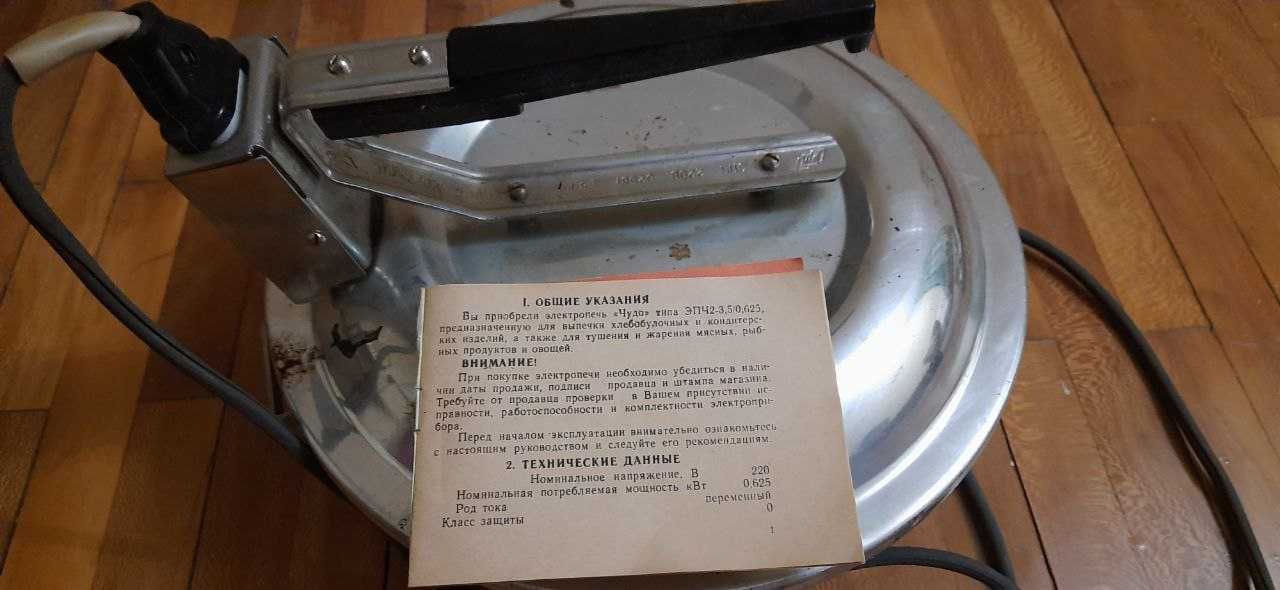 1. ОБЩИЕ УКАЗАНИЯ
Вы приобрели электропечь «Чудо» типа ЭПЧ2-3,5/0,625,
предназначенную для выпечки хлебобулочных и кондитерс-
ких изделий, а также для тушения и жарения мясных, рыб-
ных продуктов и овощей.
ВНИМАНИЕ!
При покупке электропечи необходимо убедиться в нали-
чии даты продажи, подписи продавца и штампа магазина.
Требуйте от продавца проверки в Вашем присутствии ис-
правности, работоспособности и комплектности электропри-
бора.
Перед началом эксплуатации внимательно ознакомьтесь
с настоящим руководством и следуйте его рекомендациям.
2. ТЕХНИЧЕСКИЕ ДАННЫЕ
Номинальное напряжение, В 220
Номинальная потребляемая мощность кВт 0,625
Род тока переменный
Класс защиты 0
1